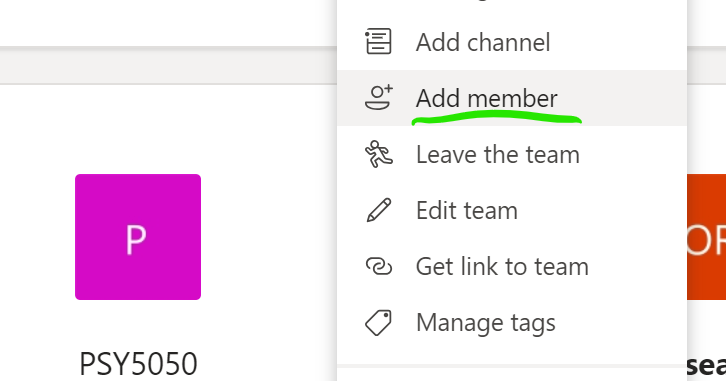 Add channel
Add member
Leave the team
Edit team
Get link to team
Manage tags
P
PSY5050